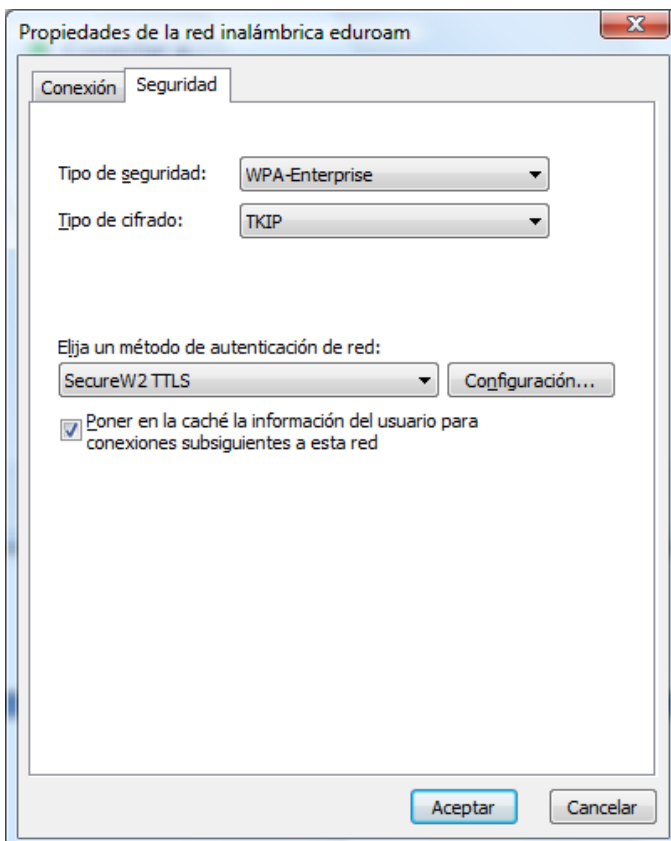 Propiedades de la red inalámbrica eduroam
Conexión
Seguridad
Tipo de seguridad:
WPA-Enterprise
Tipo de cifrado:
TKIP
Elija un método de autenticación de red:
SecureW2 TTLS
Configuración...
Poner en la caché la información del usuario para
conexiones subsiguientes a esta red
Aceptar
Cancelar